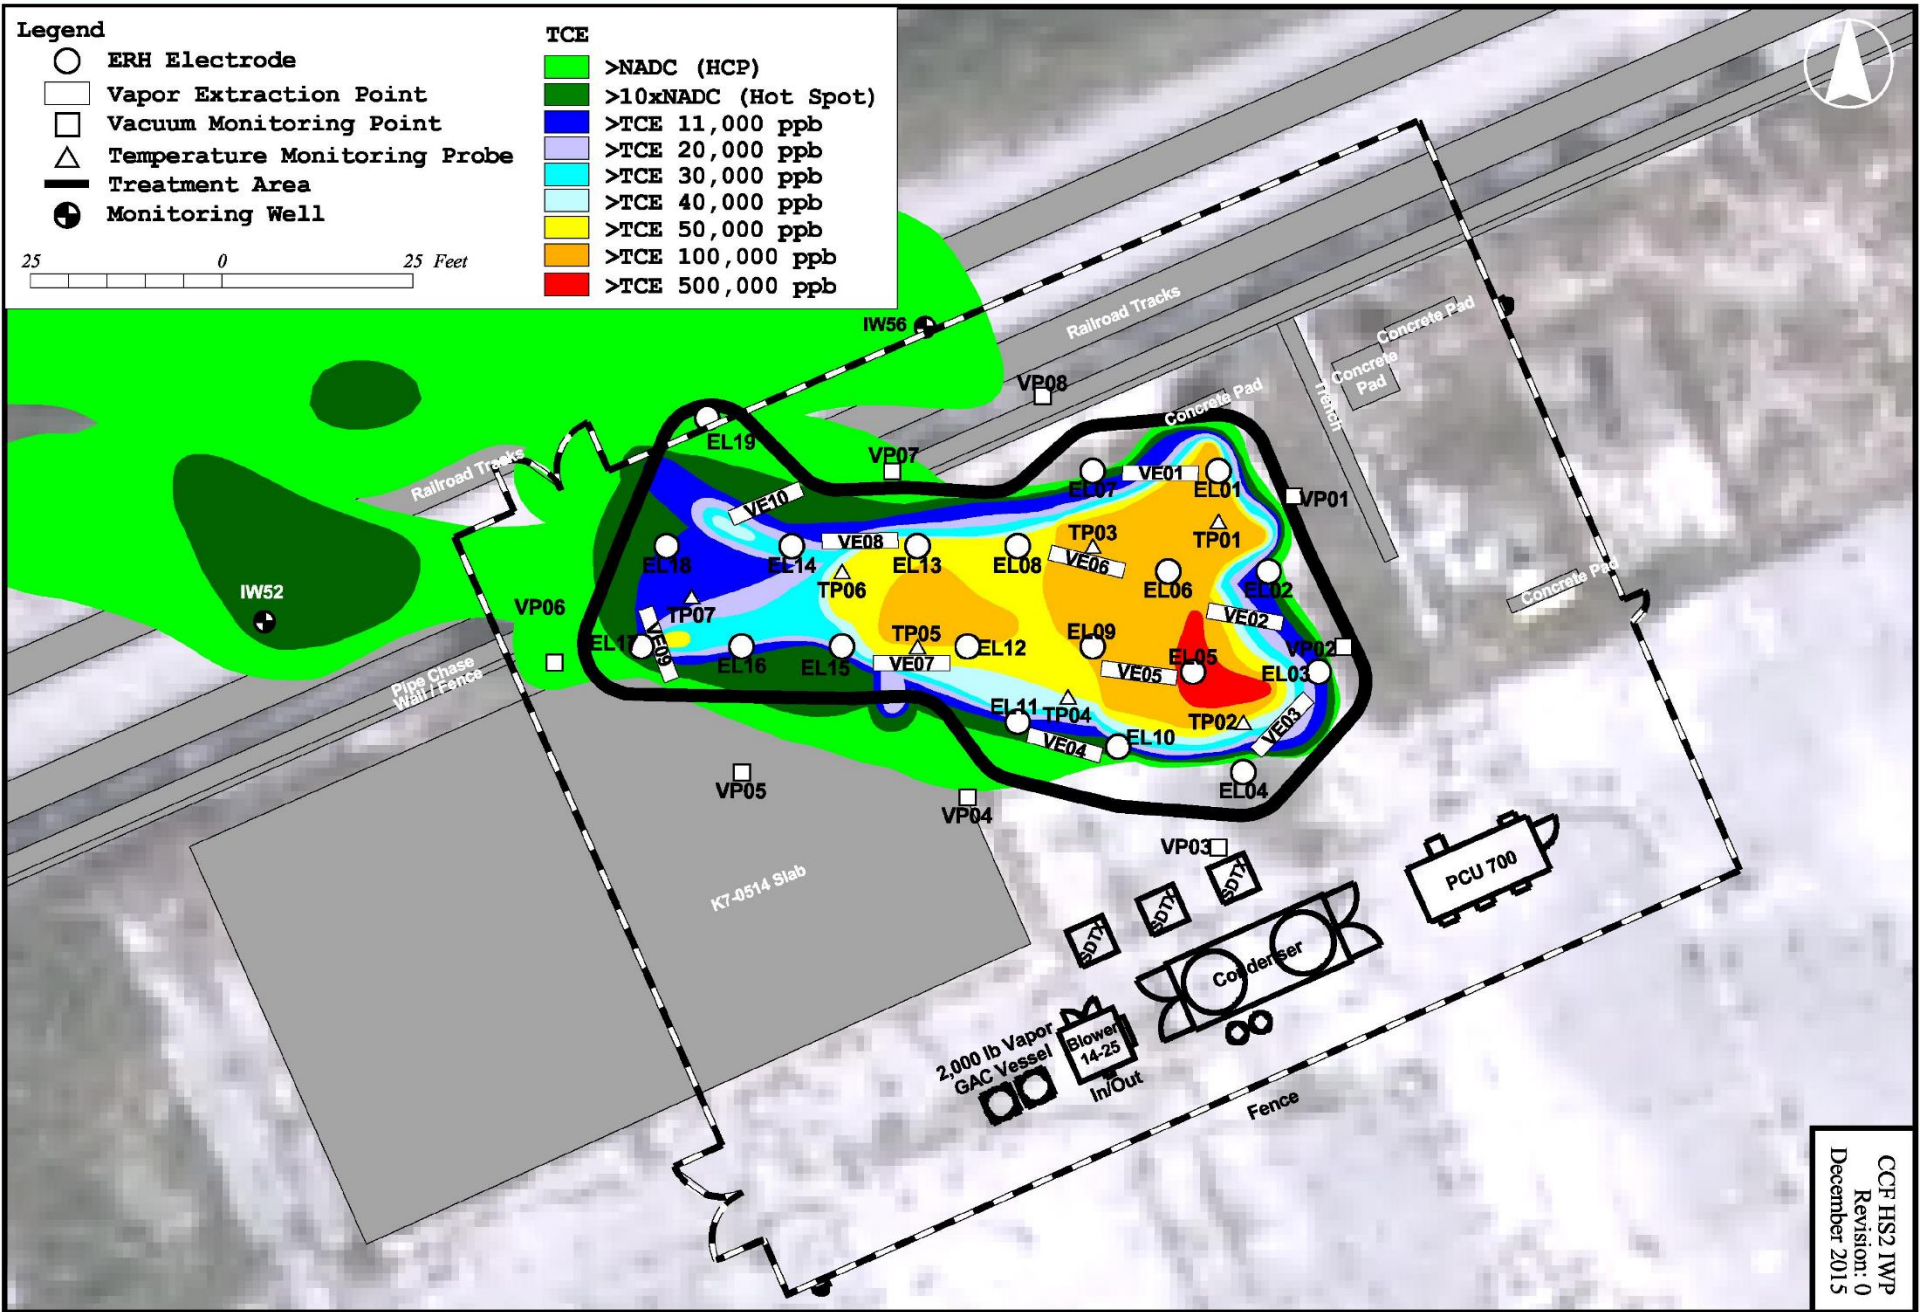 Legend
ERH Electrode
Vapor Extraction Point
Vacuum Monitoring Point
Temperature Monitoring Probe
Treatment Area
Monitoring Well
25 0 25 Feet
TCE
>NADC (HCP)
>10xNADC (Hot Spot)
>TCE 11,000 ppb
>TCE 20,000 ppb
>TCE 30,000 ppb
>TCE 40,000 ppb
>TCE 50,000 ppb
>TCE 100,000 ppb
>TCE 500,000 ppb
IW56
Railroad Tracks
Concrete Pad
Concrete
Pad
Trench
VP08
Concrete Pad
EL19
VP07
Railroad Tracks
VE10
EL07
VE01
EL01
VP01
TP03
TP01
VE08
EL18
EL14
EL13
EL08
VE06
EL06
EL02
Concrete Pad
TP06
IW52
VP06
TP07
VE02
EL17
VE09
EL16
EL15
TP05
VE07
EL12
EL09
EL05
VE05
VP02
EL03
Pipe Chase
Wall / Fence
EL11
TP04
TP02
VE03
VE04
EL10
VP05
EL04
VP04
VP03
K7-0514 Slab
SDTX
SDTX
SDTX
PCU 700
Condenser
2,000 lb Vapor
GAC Vessel
Blower
14-25
In/Out
Fence
CCF HS2 IWP
Revision: 0
December 2015